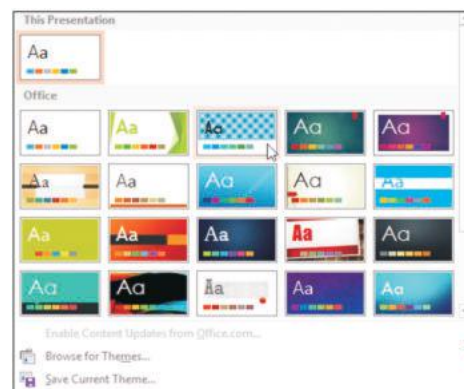 This Presentation
Aa
Office
Aa Aa Aa Aa Aa
Aa Aa Aa Aa Aa
Aa Aa Aa Aa Aa
Aa Aa Aa Aa Aa
Enable Content Updates from Office.com...
Browse for Themes...
Save Current Theme...